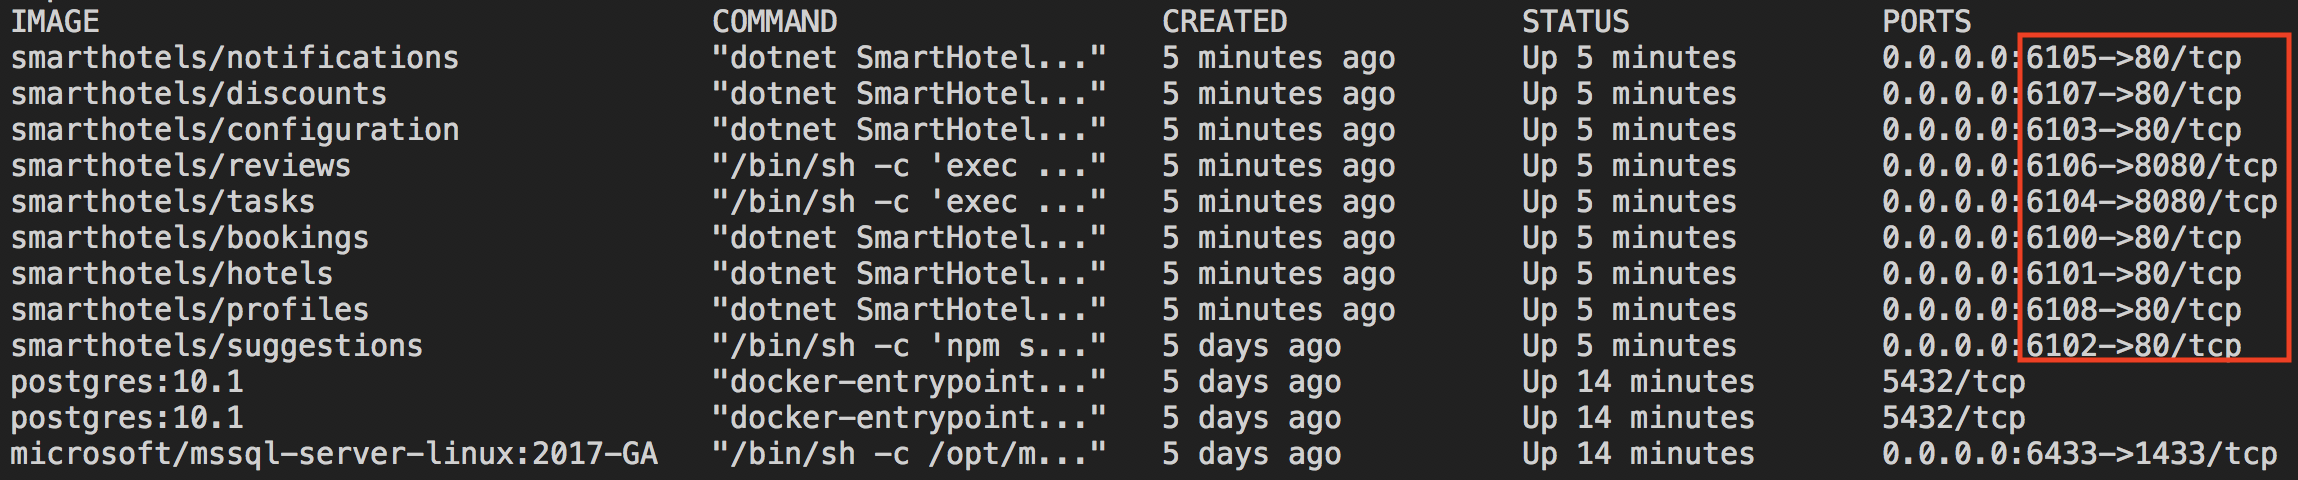 IMAGE COMMAND CREATED STATUS PORTS
smarthotels/notifications "dotnet SmartHotel..." 5 minutes ago Up 5 minutes 0.0.0.0:6105->80/tcp
smarthotels/discounts "dotnet SmartHotel..." 5 minutes ago Up 5 minutes 0.0.0.0:6107->80/tcp
smarthotels/configuration "dotnet SmartHotel..." 5 minutes ago Up 5 minutes 0.0.0.0:6103->80/tcp
smarthotels/reviews "/bin/sh -c 'exec ..." 5 minutes ago Up 5 minutes 0.0.0.0:6106->8080/tcp
smarthotels/tasks "/bin/sh -c 'exec ..." 5 minutes ago Up 5 minutes 0.0.0.0:6104->8080/tcp
smarthotels/bookings "dotnet SmartHotel..." 5 minutes ago Up 5 minutes 0.0.0.0:6100->80/tcp
smarthotels/hotels "dotnet SmartHotel..." 5 minutes ago Up 5 minutes 0.0.0.0:6101->80/tcp
smarthotels/profiles "dotnet SmartHotel..." 5 minutes ago Up 5 minutes 0.0.0.0:6108->80/tcp
smarthotels/suggestions "/bin/sh -c 'npm s..." 5 days ago Up 5 minutes 0.0.0.0:6102->80/tcp
postgres:10.1 "docker-entrypoint..." 5 days ago Up 14 minutes 5432/tcp
postgres:10.1 "docker-entrypoint..." 5 days ago Up 14 minutes 5432/tcp
microsoft/mssql-server-linux:2017-GA "/bin/sh -c /opt/m..." 5 days ago Up 14 minutes 0.0.0.0:6433->1433/tcp